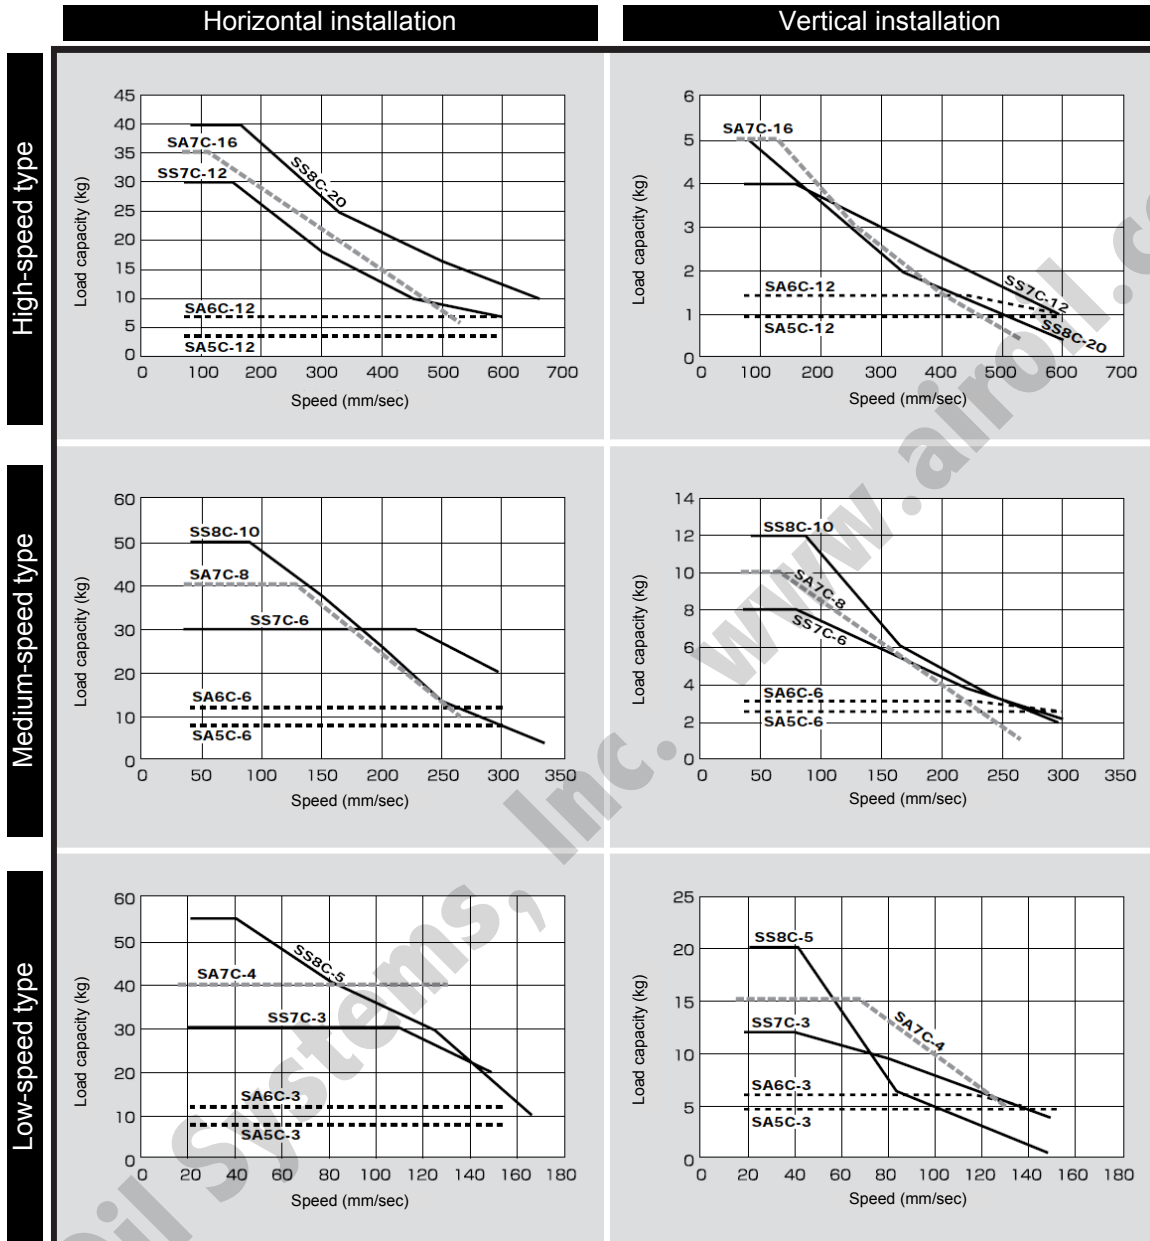 Horizontal installation
Vertical installation
High-speed type
45
40
35
30
25
20
15
10
5
0
Load capacity (kg)
SA7C-16
SS7C-12
SS8C-20
SA6C-12
SA5C-12
0 100 200 300 400 500 600 700
Speed (mm/sec)
6
5
4
3
2
1
0
Load capacity (kg)
SA7C-16
SA6C-12
SA5C-12
SS7C-12
SS8C-20
0 100 200 300 400 500 600 700
Speed (mm/sec)
Medium-speed type
60
50
40
30
20
10
0
Load capacity (kg)
SS8C-10
SA7C-8
SS7C-6
SA6C-6
SA5C-6
0 50 100 150 200 250 300 350
Speed (mm/sec)
14
12
10
8
6
4
2
0
Load capacity (kg)
SS8C-10
SA7C-8
SS7C-6
SA6C-6
SA5C-6
0 50 100 150 200 250 300 350
Speed (mm/sec)
Low-speed type
60
50
40
30
20
10
0
Load capacity (kg)
SS8C-5
SA7C-4
SS7C-3
SA6C-3
SA5C-3
0 20 40 60 80 100 120 140 160 180
Speed (mm/sec)
25
20
15
10
5
0
Load capacity (kg)
SS8C-5
SS7C-3
SA7C-4
SA6C-3
SA5C-3
0 20 40 60 80 100 120 140 160 180
Speed (mm/sec)
Oil Systems, Inc. www.airoil.c